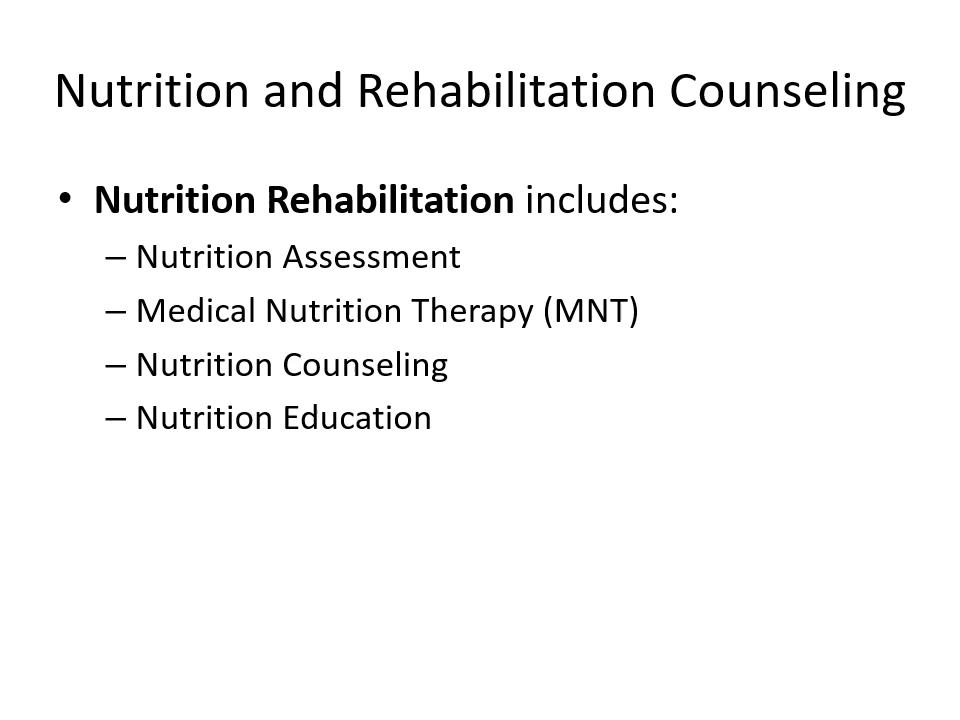 Nutrition and Rehabilitation Counseling
• Nutrition Rehabilitation includes:
– Nutrition Assessment
– Medical Nutrition Therapy (MNT)
– Nutrition Counseling
– Nutrition Education